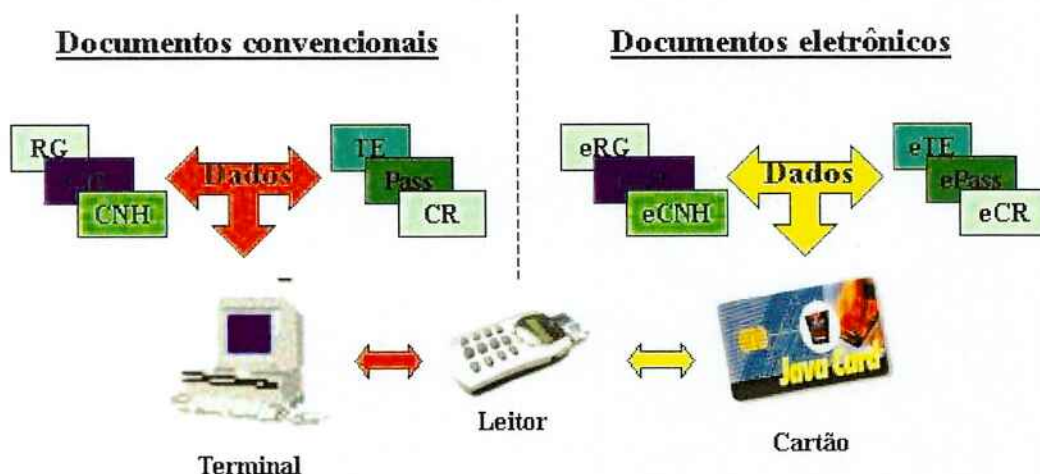 Documentos convencionais
Documentos eletrônicos
RG
CNH
Dados
TE
Pass
CR
eRG
eCNH
Dados
eTE
ePass
eCR
Java Card
Leitor
Cartão
Terminal